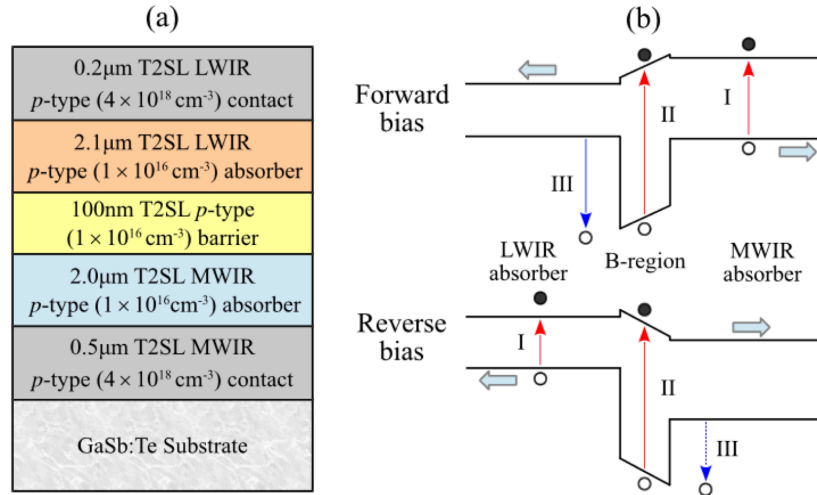 (a)
0.2μm T2SL LWIR
p-type (4 × 10¹⁸ cm⁻³) contact
2.1μm T2SL LWIR
p-type (1 × 10¹⁶ cm⁻³) absorber
100nm T2SL p-type
(1 × 10¹⁶ cm⁻³) barrier
2.0μm T2SL MWIR
p-type (1 × 10¹⁶cm⁻³) absorber
0.5μm T2SL MWIR
p-type (4 × 10¹⁸ cm⁻³) contact
GaSb:Te Substrate
(b)
Forward
bias
I
II
III
LWIR
absorber
B-region
MWIR
absorber
Reverse
bias
I
II
III